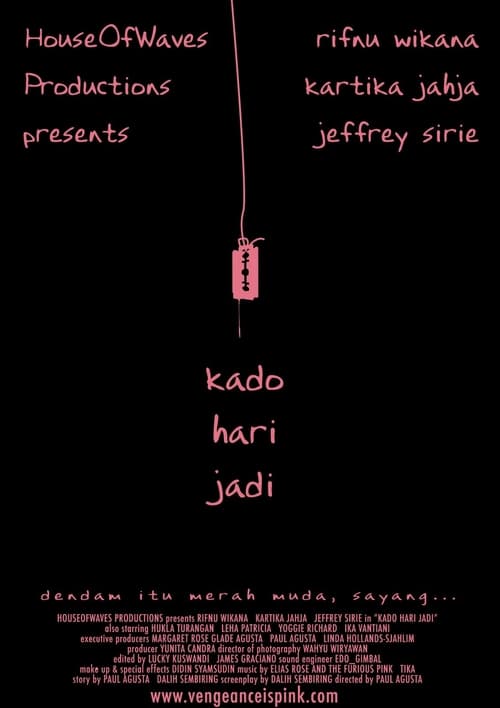 HouseOfWaves
Productions
presents
rifnu wikana
kartika jahja
jeffrey sirie
kado
hari
jadi
dendam itu merah muda, sayang...
HOUSEOFWAVES PRODUCTIONS presents RIFNU WIKANA KARTIKA JAHJA JEFFREY SIRIE in "KADO HARI JADI"
also starring HUKLA TURANGAN LEHA PATRICIA YOGGIE RICHARD IKA VANTIANI
executive producers MARGARET ROSE GLADE AGUSTA PAUL AGUSTA LINDA HOLLANDS-SJAHLIM
producer YUNITA CANDRA director of photography WAHYU WIRYAWAN
edited by LUCKY KUSWANDI JAMES GRACIANO sound engineer EDO_GIMBAL
make up & special effects DIDIN SYAMSUDIN music by ELIAS ROSE AND THE FURIOUS PINK TIKA
story by PAUL AGUSTA DALIH SEMBIRING screenplay by DALIH SEMBIRING directed by PAUL AGUSTA
www.vengeanceispink.com